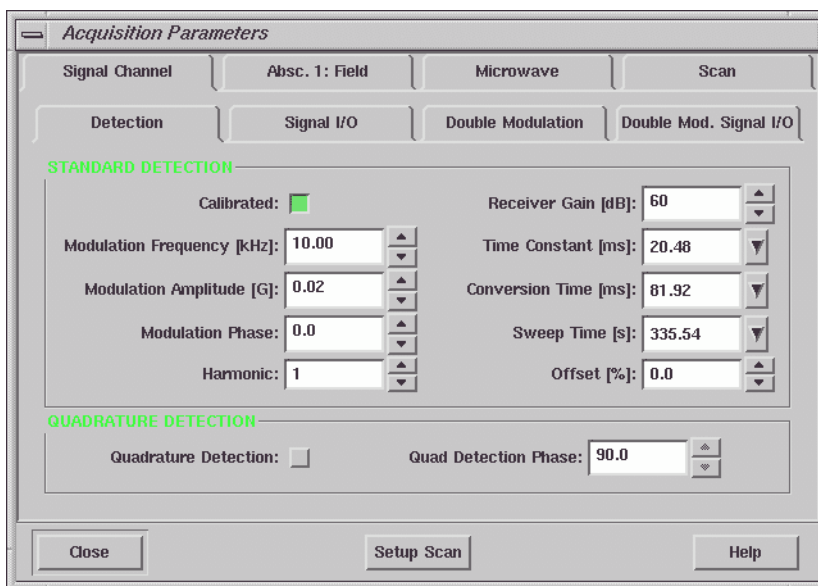 Acquisition Parameters
Signal Channel
Absc. 1: Field
Microwave
Scan
Detection
Signal I/O
Double Modulation
Double Mod. Signal I/O
STANDARD DETECTION
Calibrated:
Receiver Gain [dB]: 60
Modulation Frequency [kHz]: 10.00
Time Constant [ms]: 20.48
Modulation Amplitude [G]: 0.02
Conversion Time [ms]: 81.92
Modulation Phase: 0.0
Sweep Time [s]: 335.54
Harmonic: 1
Offset [%]: 0.0
QUADRATURE DETECTION
Quadrature Detection:
Quad Detection Phase: 90.0
Close
Setup Scan
Help